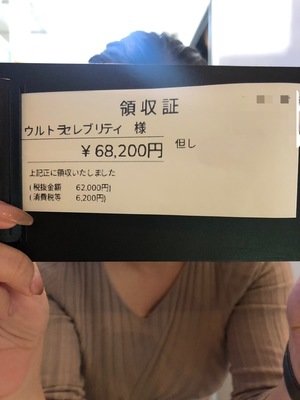 領収証
ウルトラセレブリティ 様
￥68,200円 但し
上記正に領収いたしました
(税抜金額 62,000円)
(消費税等 6,200円)